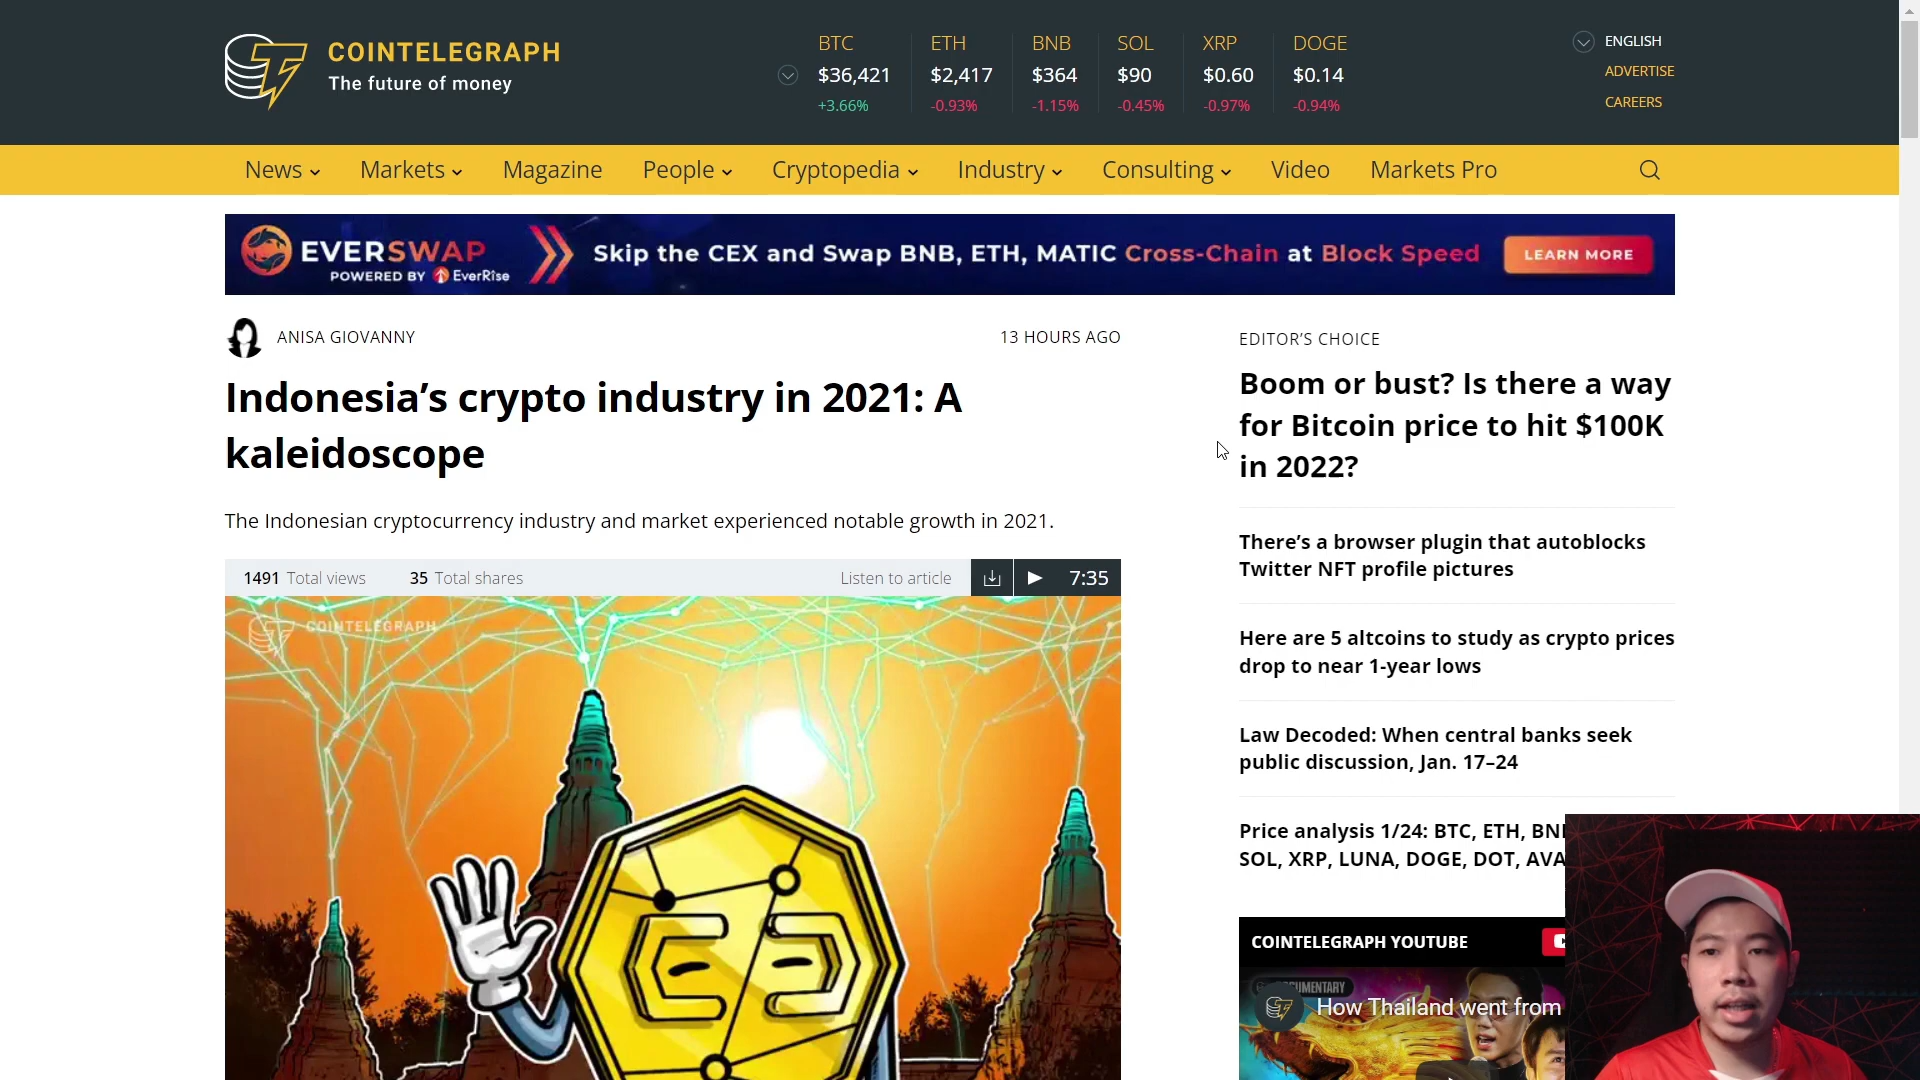 COINTELEGRAPH
The future of money
BTC
$36,421
+3.66%
ETH
$2,417
-0.93%
BNB
$364
-1.15%
SOL
$90
-0.45%
XRP
$0.60
-0.97%
DOGE
$0.14
-0.94%
ENGLISH
ADVERTISE
CAREERS
News Markets Magazine People Cryptopedia Industry Consulting Video Markets Pro
EVERSWAP
POWERED BY EverRise
Skip the CEX and Swap BNB, ETH, MATIC Cross-Chain at Block Speed
LEARN MORE
ANISA GIOVANNY
13 HOURS AGO
Indonesia’s crypto industry in 2021: A
kaleidoscope
The Indonesian cryptocurrency industry and market experienced notable growth in 2021.
1491 Total views 35 Total shares Listen to article 7:35
COINTELEGRAPH
EDITOR’S CHOICE
Boom or bust? Is there a way
for Bitcoin price to hit $100K
in 2022?
There’s a browser plugin that autoblocks
Twitter NFT profile pictures
Here are 5 altcoins to study as crypto prices
drop to near 1-year lows
Law Decoded: When central banks seek
public discussion, Jan. 17–24
Price analysis 1/24: BTC, ETH,
SOL, XRP, LUNA, DOGE, DOT,
COINTELEGRAPH YOUTUBE
How Thailand went from